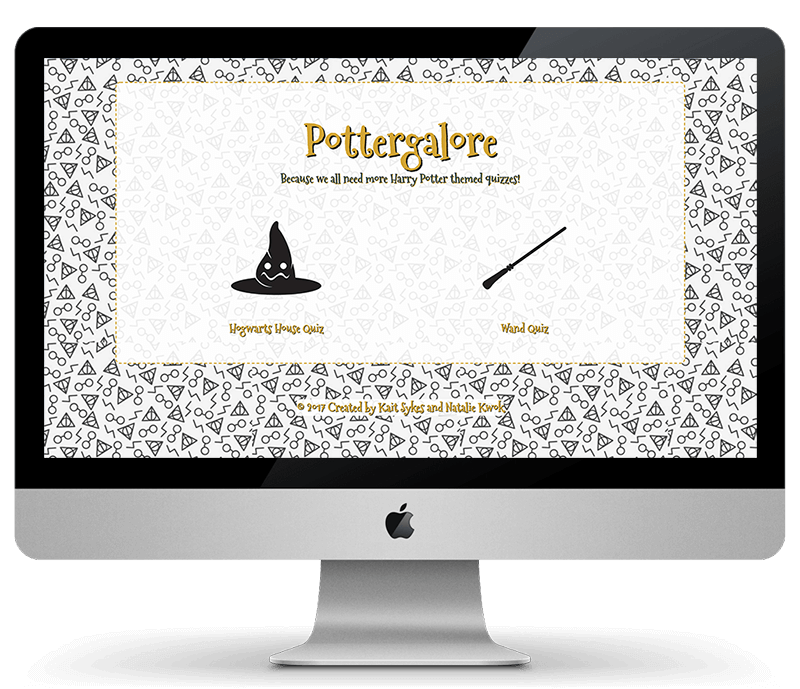 Pottergalore
Because we all need more Harry Potter themed quizzes!
Hogwarts House Quiz
Wand Quiz
© 2017 Created by Kait Sykes and Natalie Kwok